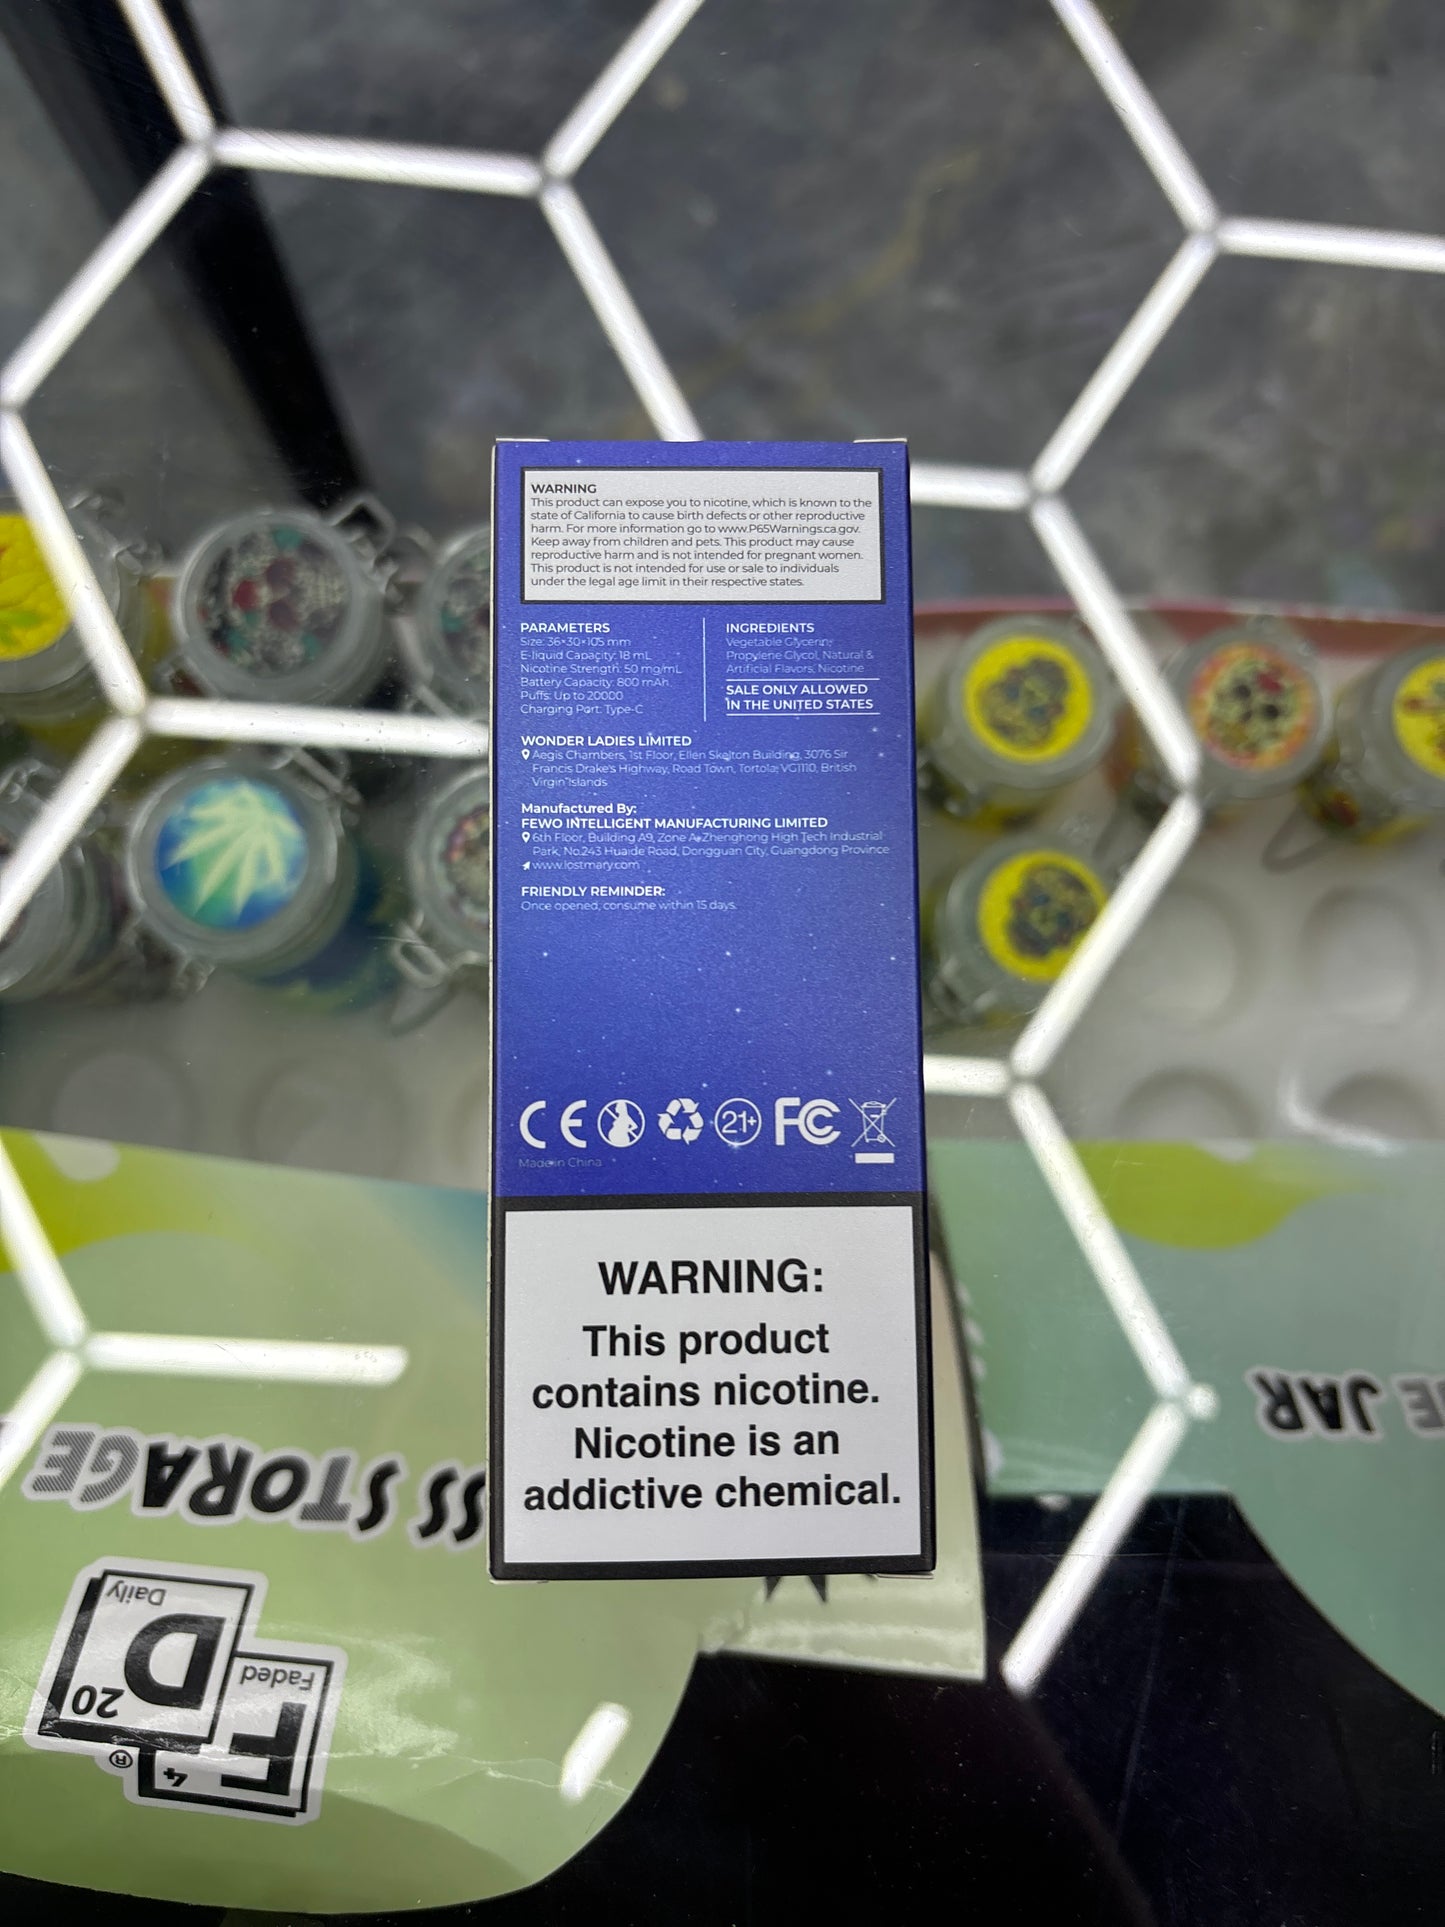 WARNING
This product can expose you to nicotine, which is known to the
state of California to cause birth defects or other reproductive
harm. For more information go to www.P65Warnings.ca.gov.
Keep away from children and pets. This product may cause
reproductive harm and is not intended for pregnant women.
This product is not intended for use or sale to individuals
under the legal age limit in their respective states.
PARAMETERS
Size: 36×30×105 mm
E-liquid Capacity: 18 mL
Nicotine Strength: 50 mg/mL
Battery Capacity: 800 mAh
Puffs: Up to 20000
Charging Port: Type-C
INGREDIENTS
Vegetable Glycerin,
Propylene Glycol, Natural &
Artificial Flavors, Nicotine
SALE ONLY ALLOWED
IN THE UNITED STATES
WONDER LADIES LIMITED
Aegis Chambers, 1st Floor, Ellen Skelton Building, 3076 Sir
Francis Drake's Highway, Road Town, Tortola, VG1110, British
Virgin Islands
Manufactured By:
FEWO INTELLIGENT MANUFACTURING LIMITED
6th Floor, Building A9, Zone A, Zhenghong High Tech Industrial
Park, No.243 Huaide Road, Dongguan City, Guangdong Province
www.lostmary.com
FRIENDLY REMINDER:
Once opened, consume within 15 days.
CE
21+
FC
Made in China
WARNING:
This product
contains nicotine.
Nicotine is an
addictive chemical.
SS STORAGE
E JAR
Daily
D
20
Faded
F
4
®